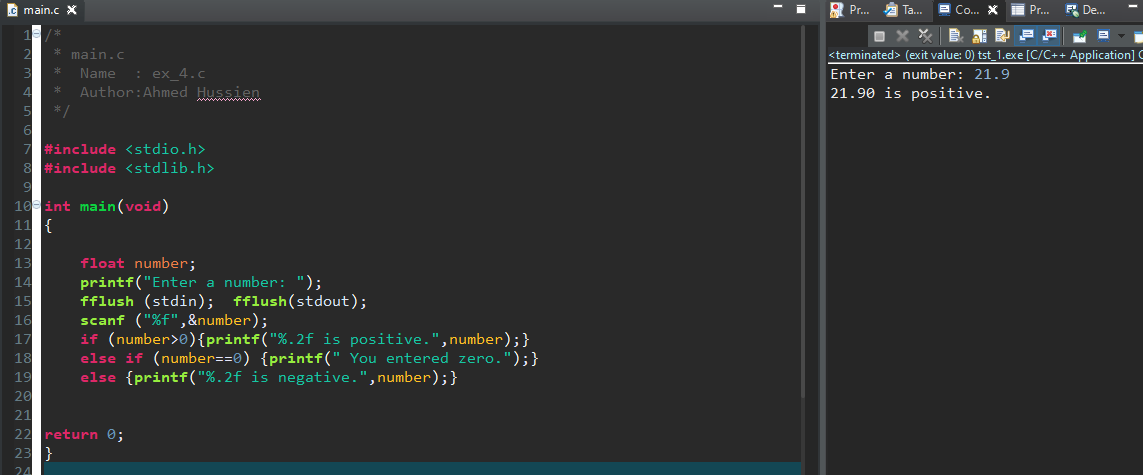 main.c
1 /*
2 * main.c
3 *  Name  : ex_4.c
4 *  Author:Ahmed Hussien
5 */
6
7 #include <stdio.h>
8 #include <stdlib.h>
9
10 int main(void)
11 {
12
13     float number;
14     printf("Enter a number: ");
15     fflush (stdin);  fflush(stdout);
16     scanf ("%f",&number);
17     if (number>0){printf("%.2f is positive.",number);}
18     else if (number==0) {printf(" You entered zero.");}
19     else {printf("%.2f is negative.",number);}
20
21
22 return 0;
23 }
24
Pr... Ta... Co... Pr... De...
<terminated> (exit value: 0) tst_1.exe [C/C++ Application] C
Enter a number: 21.9
21.90 is positive.